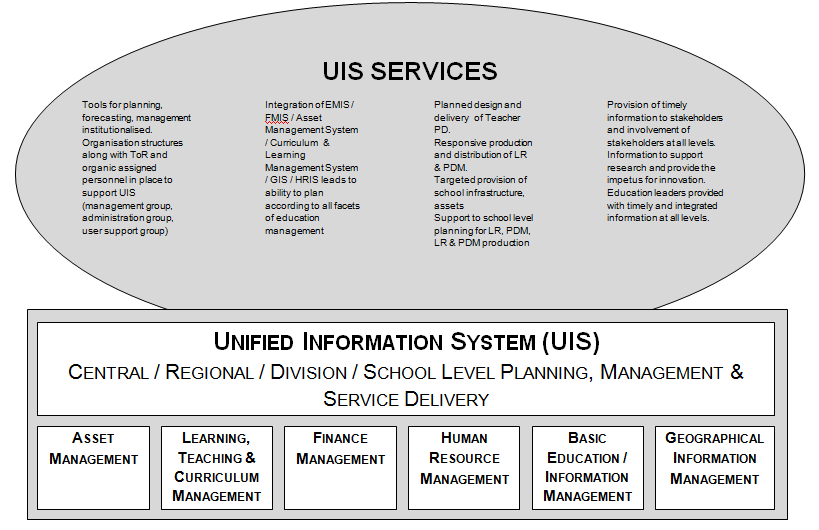 UIS SERVICES
Tools for planning,
forecasting, management
institutionalised.
Organisation structures
along with ToR and
organic assigned
personnel in place to
support UIS
(management group,
administration group,
user support group)
Integration of EMIS /
FMIS / Asset
Management System
/ Curriculum &
Learning
Management System
/ GIS / HRIS leads to
ability to plan
according to all facets
of education
management
Planned design and
delivery of Teacher
PD.
Responsive production
and distribution of LR
& PDM.
Targeted provision of
school infrastructure,
assets
Support to school level
planning for LR, PDM,
LR & PDM production
Provision of timely
information to stakeholders
and involvement of
stakeholders at all levels.
Information to support
research and provide the
impetus for innovation.
Education leaders provided
with timely and integrated
information at all levels.
UNIFIED INFORMATION SYSTEM (UIS)
CENTRAL / REGIONAL / DIVISION / SCHOOL LEVEL PLANNING, MANAGEMENT &
SERVICE DELIVERY
ASSET
MANAGEMENT
LEARNING,
TEACHING &
CURRICULUM
MANAGEMENT
FINANCE
MANAGEMENT
HUMAN
RESOURCE
MANAGEMENT
BASIC
EDUCATION /
INFORMATION
MANAGEMENT
GEOGRAPHICAL
INFORMATION
MANAGEMENT